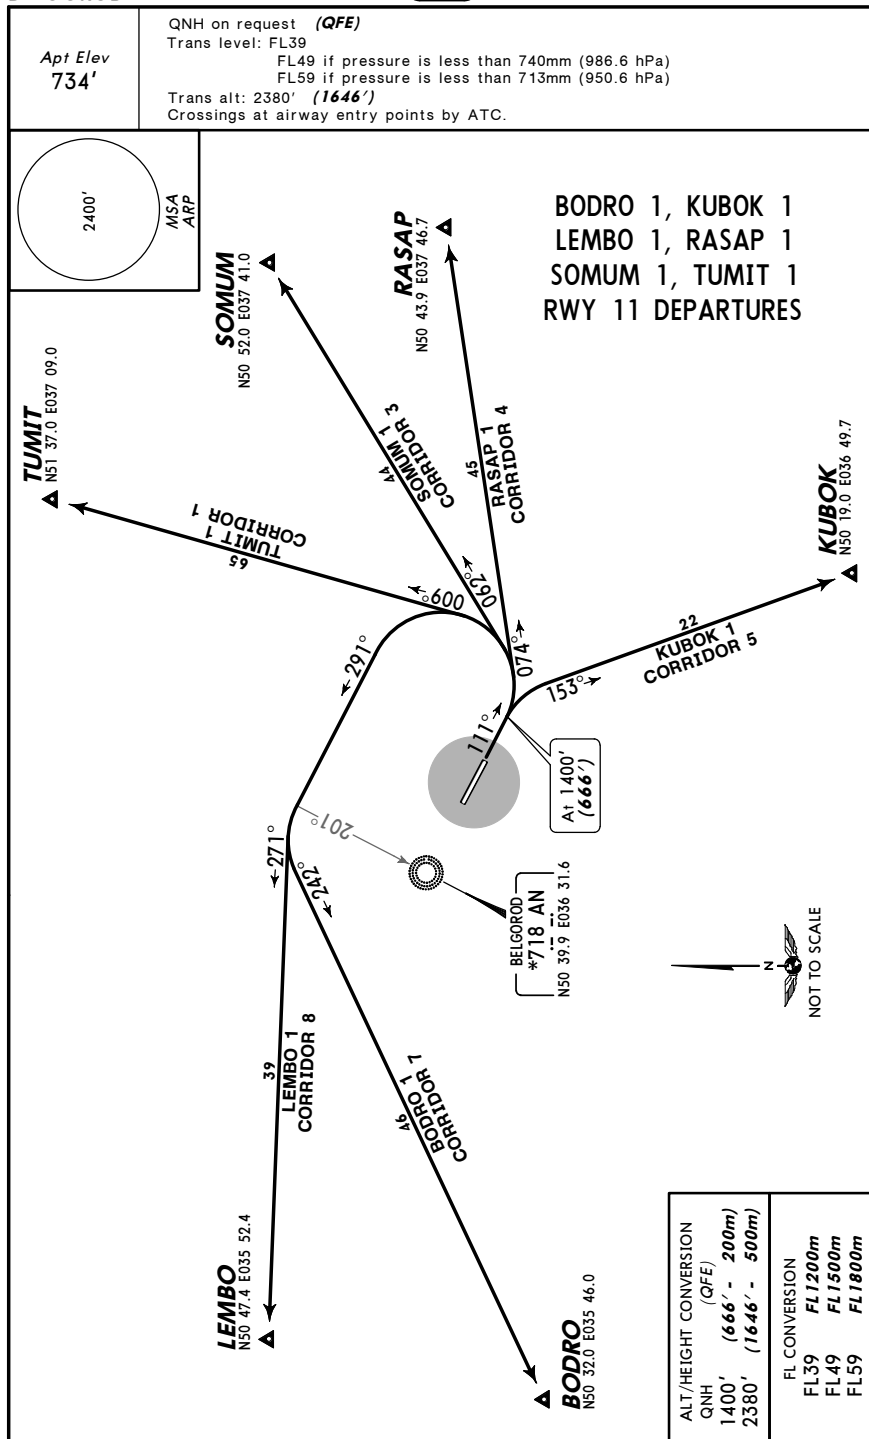 Apt Elev
734'
QNH on request (QFE)
Trans level: FL39
FL49 if pressure is less than 740mm (986.6 hPa)
FL59 if pressure is less than 713mm (950.6 hPa)
Trans alt: 2380' (1646')
Crossings at airway entry points by ATC.
2400'
MSA
ARP
BODRO 1, KUBOK 1
LEMBO 1, RASAP 1
SOMUM 1, TUMIT 1
RWY 11 DEPARTURES
RASAP
N50 43.9 E037 46.7
SOMUM
N50 52.0 E037 41.0
TUMIT
N51 37.0 E037 09.0
KUBOK
N50 19.0 E036 49.7
65
TUMIT 1
CORRIDOR 1
44
SOMUM 1
CORRIDOR 3
45
RASAP 1
CORRIDOR 4
22
KUBOK 1
CORRIDOR 5
009°
062°
074°
153°
111°
291°
At 1400'
(666')
201°
271°
242°
BELGOROD
*718 AN
N50 39.9 E036 31.6
N
NOT TO SCALE
39
LEMBO 1
CORRIDOR 8
46
BODRO 1
CORRIDOR 7
LEMBO
N50 47.4 E035 52.4
BODRO
N50 32.0 E035 46.0
ALT/HEIGHT CONVERSION
QNH (QFE)
1400' (666' - 200m)
2380' (1646' - 500m)
FL CONVERSION
FL39 FL1200m
FL49 FL1500m
FL59 FL1800m